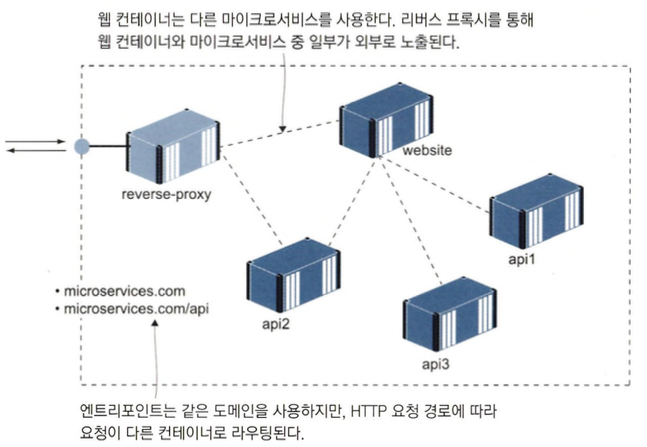 웹 컨테이너는 다른 마이크로서비스를 사용한다. 리버스 프록시를 통해
웹 컨테이너와 마이크로서비스 중 일부가 외부로 노출된다.
website
reverse-proxy
api1
• microservices.com
• microservices.com/api
api2
api3
엔트리포인트는 같은 도메인을 사용하지만, HTTP 요청 경로에 따라
요청이 다른 컨테이너로 라우팅된다.